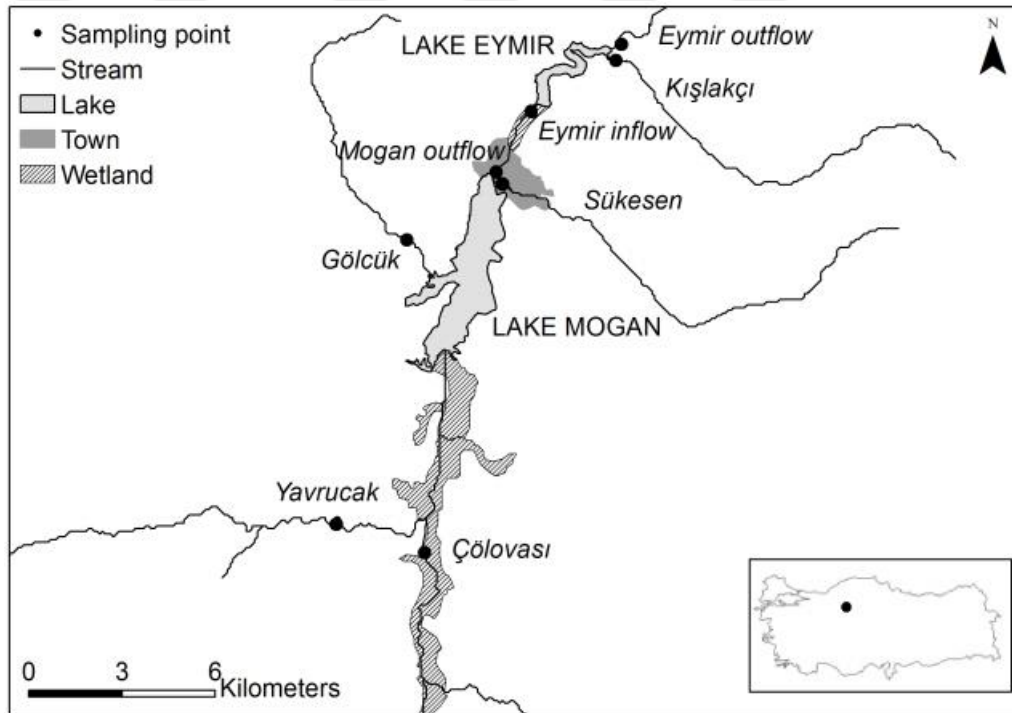 Sampling point
Stream
Lake
Town
Wetland
LAKE EYMIR
Eymir outflow
N
Kışlakçı
Eymir inflow
Mogan outflow
Sükesen
Gölcük
LAKE MOGAN
Yavrucak
Çölovası
0 3 6
Kilometers